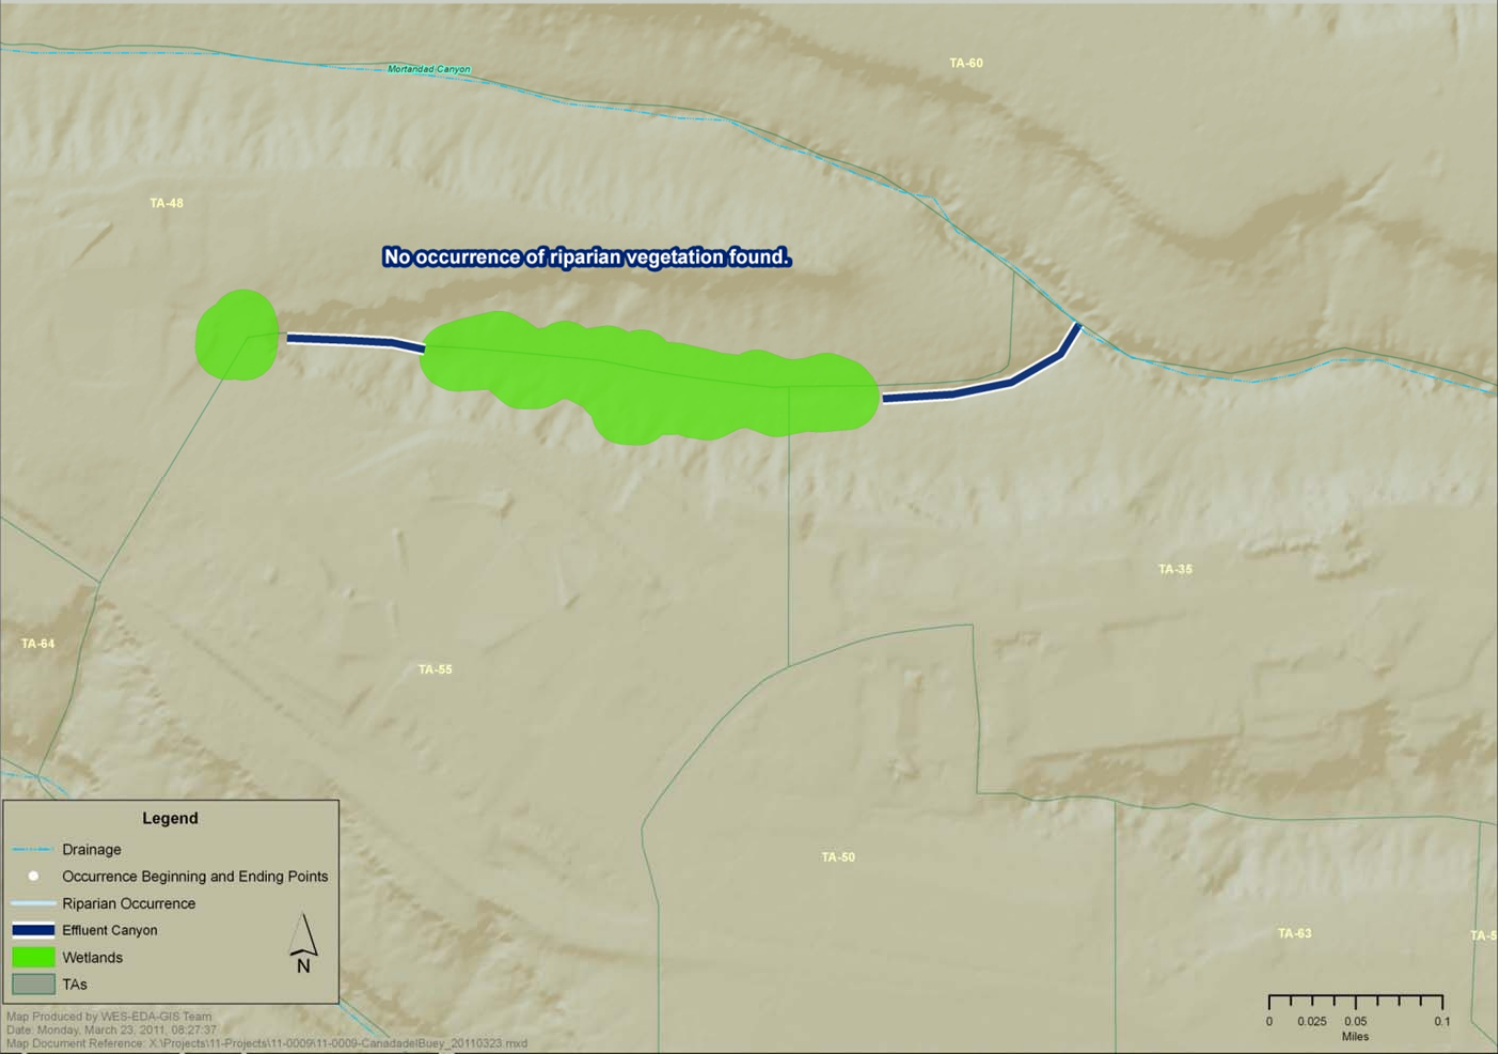 Mortandad Canyon
TA-60
TA-48
No occurrence of riparian vegetation found.
TA-35
TA-64
TA-55
Legend
Drainage
Occurrence Beginning and Ending Points
Riparian Occurrence
Effluent Canyon
Wetlands
TAs
N
TA-50
TA-63
TA-5
0 0.025 0.05 0.1
Miles
Map Produced by WES-EDA-GIS Team
Date: Monday, March 23, 2011, 08:27:37
Map Document Reference: X:\Projects\11-Projects\11-0009\11-0009-CanadadelBuey_20110323.mxd